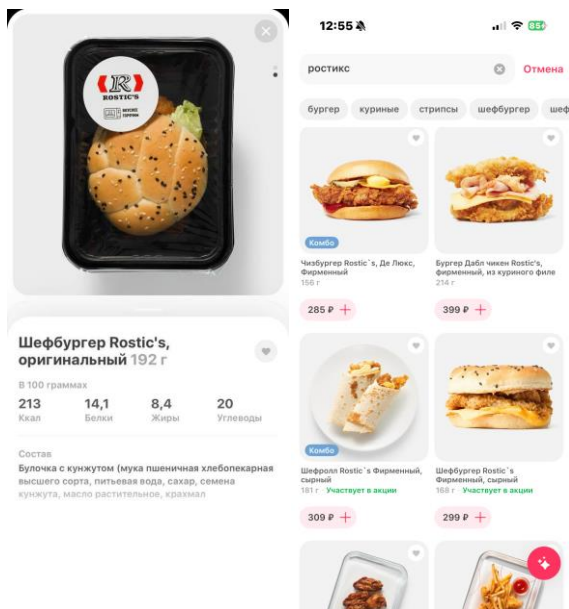 R
ROSTIC'S
Шефбургер Rostic's,
оригинальный 192 г
В 100 граммах
213
14,1
8,4
20
Ккал
Белки
Жиры
Углеводы
Состав
Булочка с кунжутом (мука пшеничная хлебопекарная
высшего сорта, питьевая вода, сахар, семена
кунжута, масло растительное, крахмал
12:55
85
ростикс
Отмена
бургер
куриные
стрипсы
шефбургер
шеф
Комбо
Чизбургер Rostic`s, Де Люкс,
Фирменный
156 г
Бургер Дабл чикен Rostic's,
фирменный, из куриного филе
214 г
285 ₽ +
399 ₽ +
Комбо
Шефролл Rostic`s Фирменный,
сырный
181 г Участвует в акции
Шефбургер Rostic`s
Фирменный, сырный
168 г Участвует в акции
309 ₽ +
299 ₽ +